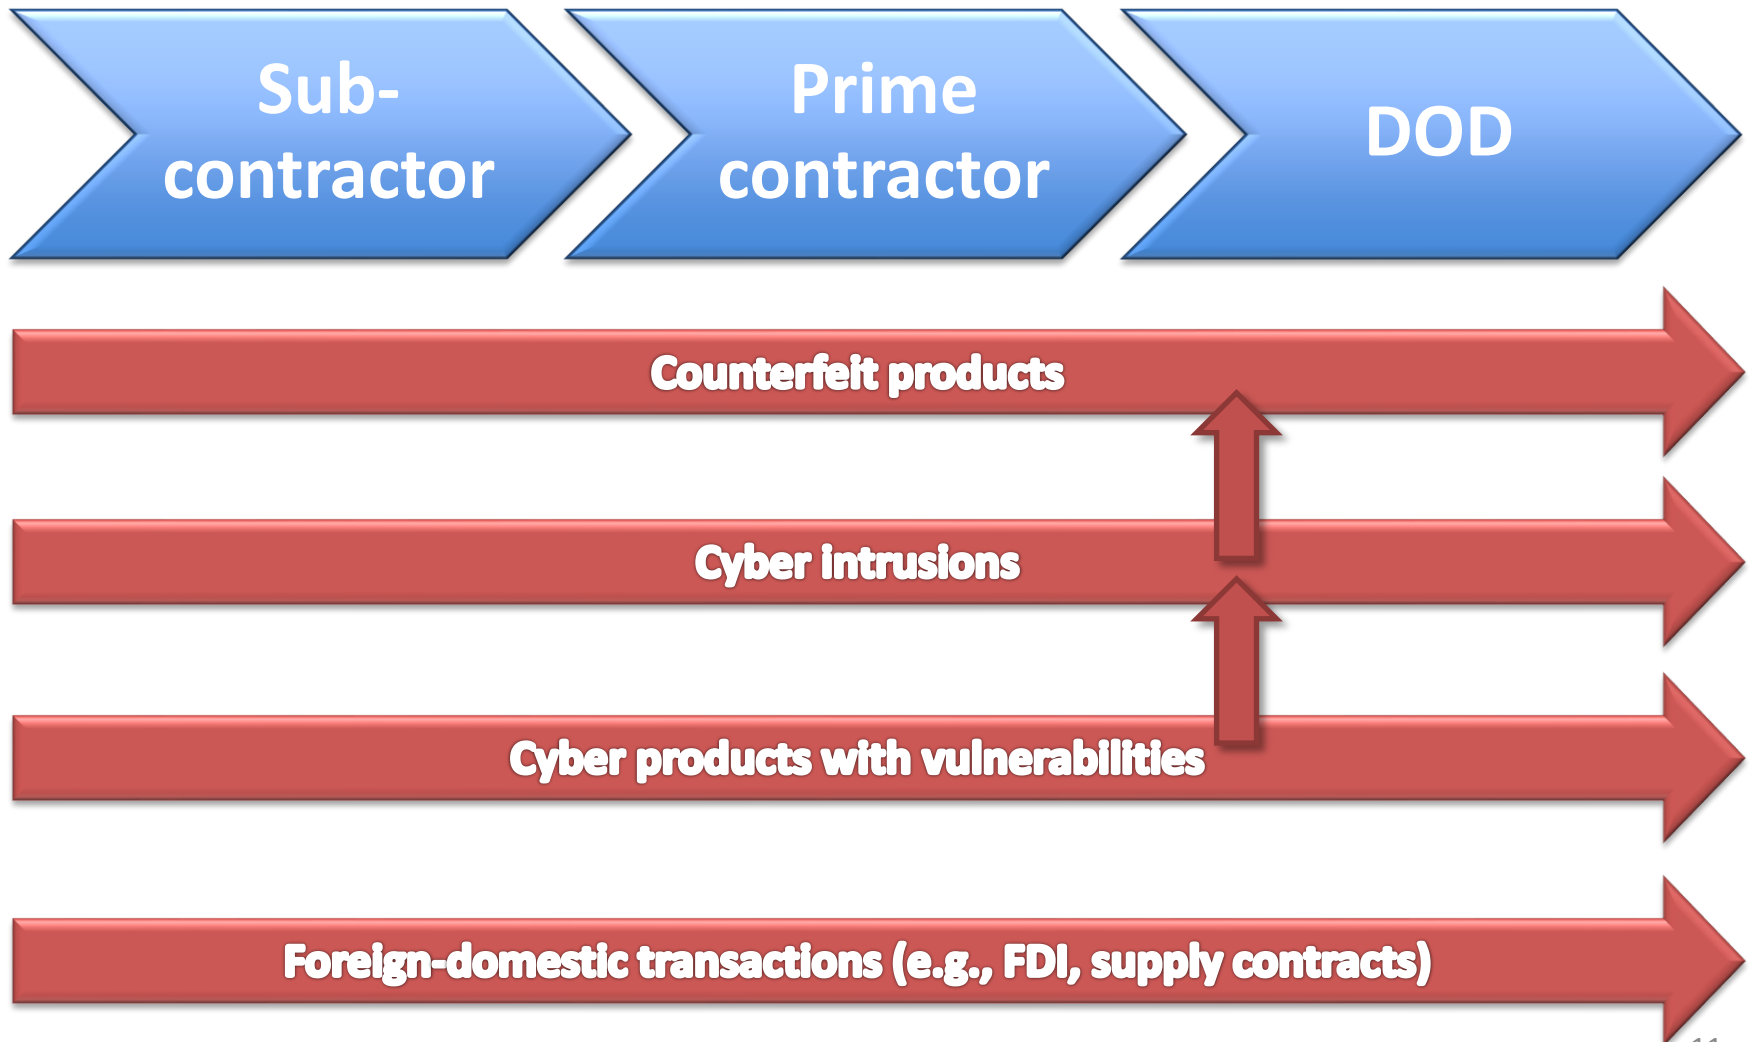 Sub-
contractor
Prime
contractor
DOD
Counterfeit products
Cyber intrusions
Cyber products with vulnerabilities
Foreign-domestic transactions (e.g., FDI, supply contracts)